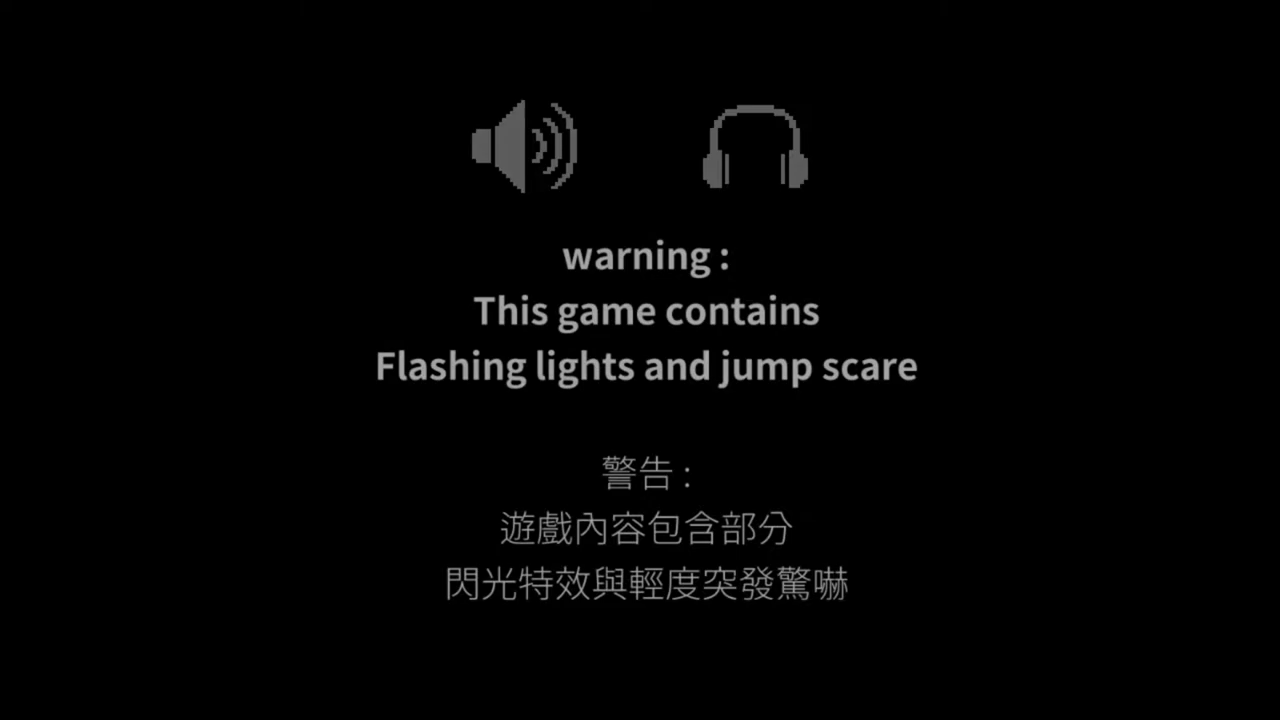 warning :
This game contains
Flashing lights and jump scare
警告 :
遊戲內容包含部分
閃光特效與輕度突發驚嚇